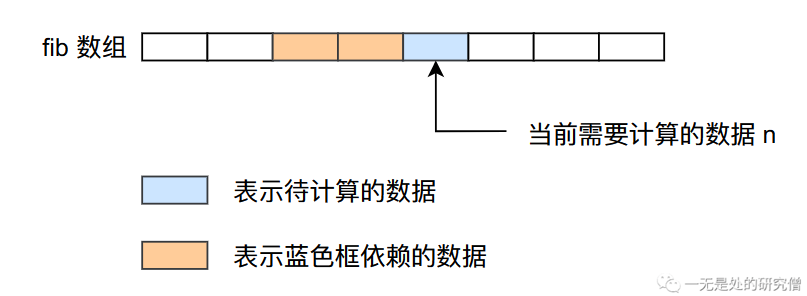 fib 数组
当前需要计算的数据 n
表示待计算的数据
表示蓝色框依赖的数据
一无是处的研究僧